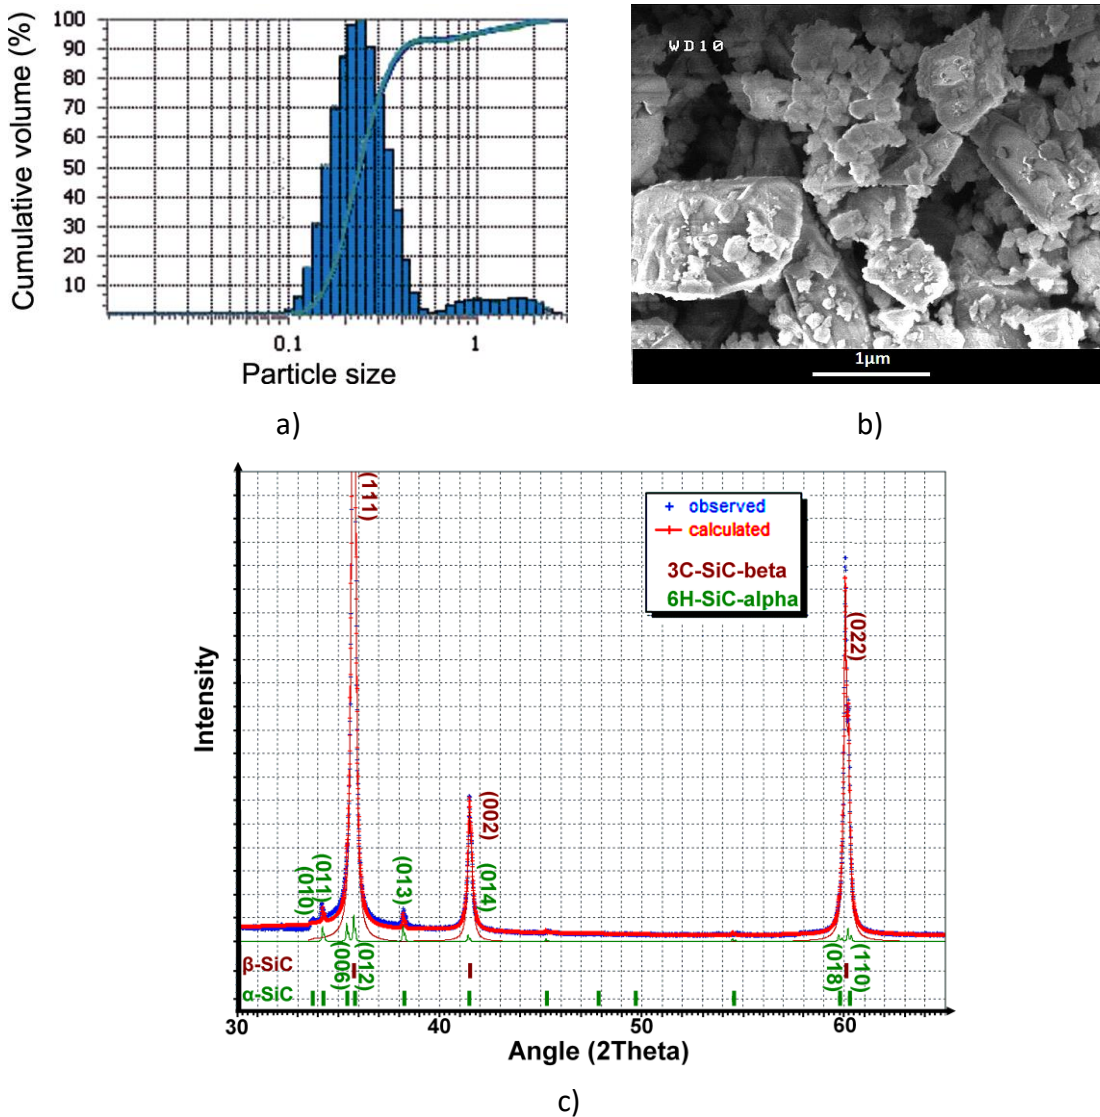 Cumulative volume (%)
100
90
80
70
60
50
40
30
20
10
0.1 1
Particle size
a)
WD10
1µm
b)
Intensity
(111)
observed
calculated
3C-SiC-beta
6H-SiC-alpha
(022)
(002)
(010)
(011)
(013)
(014)
β-SiC
(006)
(012)
(018)
(110)
α-SiC
30 40 50 60
Angle (2Theta)
c)